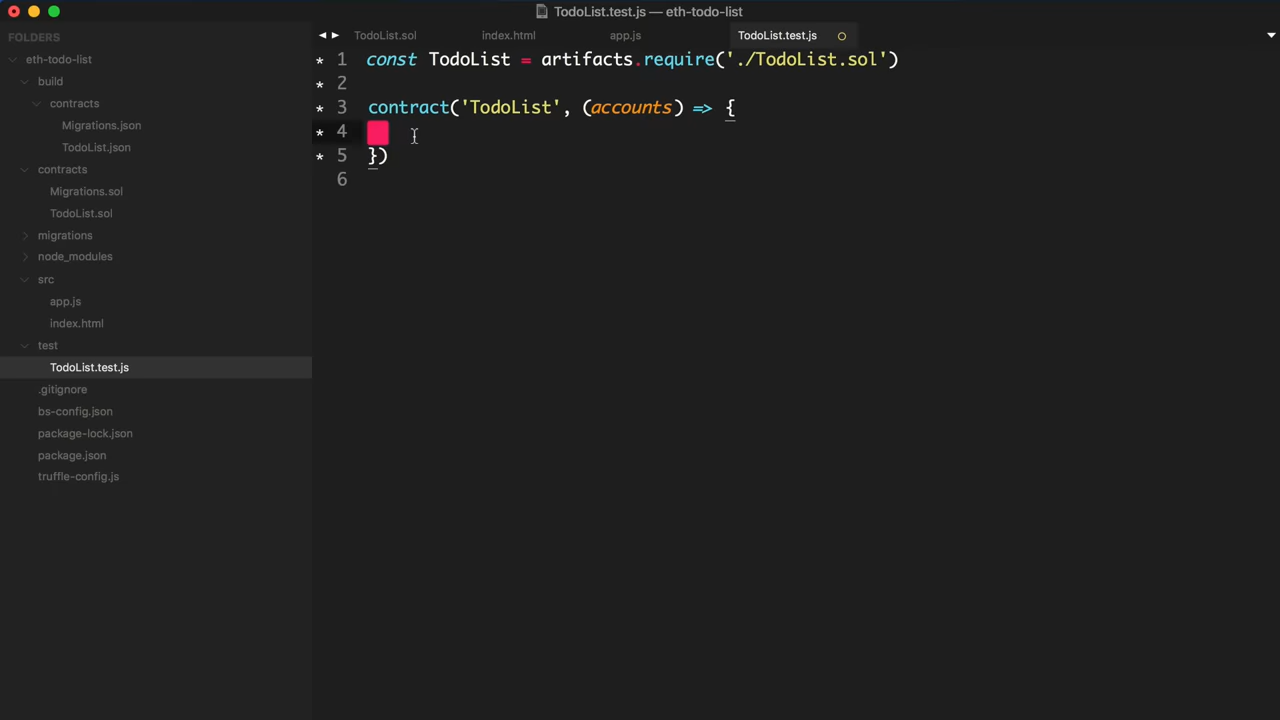 TodoList.test.js — eth-todo-list
FOLDERS
eth-todo-list
build
contracts
Migrations.json
TodoList.json
contracts
Migrations.sol
TodoList.sol
migrations
node_modules
src
app.js
index.html
test
TodoList.test.js
.gitignore
bs-config.json
package-lock.json
package.json
truffle-config.js
TodoList.sol index.html app.js TodoList.test.js
* 1 const TodoList = artifacts.require('./TodoList.sol')
* 2
* 3 contract('TodoList', (accounts) => {
* 4
* 5 })
6